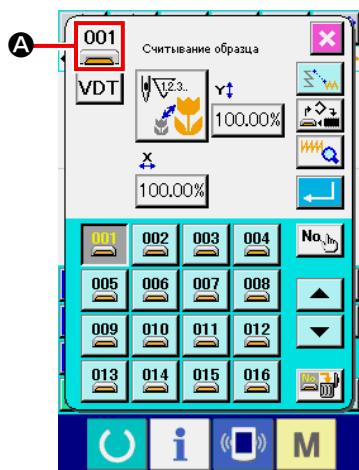 A
001
Считывание образца
VDT
1.2.3..
Y
100.00%
X
100.00%
001 002 003 004 No.
005 006 007 008
009 010 011 012
013 014 015 016 No.
i M